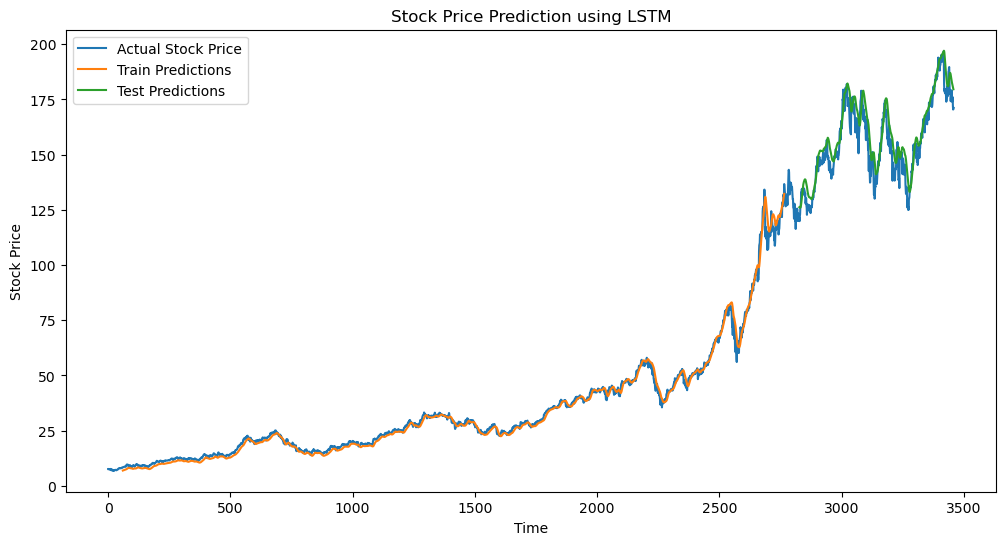 Stock Price Prediction using LSTM
Actual Stock Price
Train Predictions
Test Predictions
200
175
150
125
100
75
50
25
0
Stock Price
0 500 1000 1500 2000 2500 3000 3500
Time